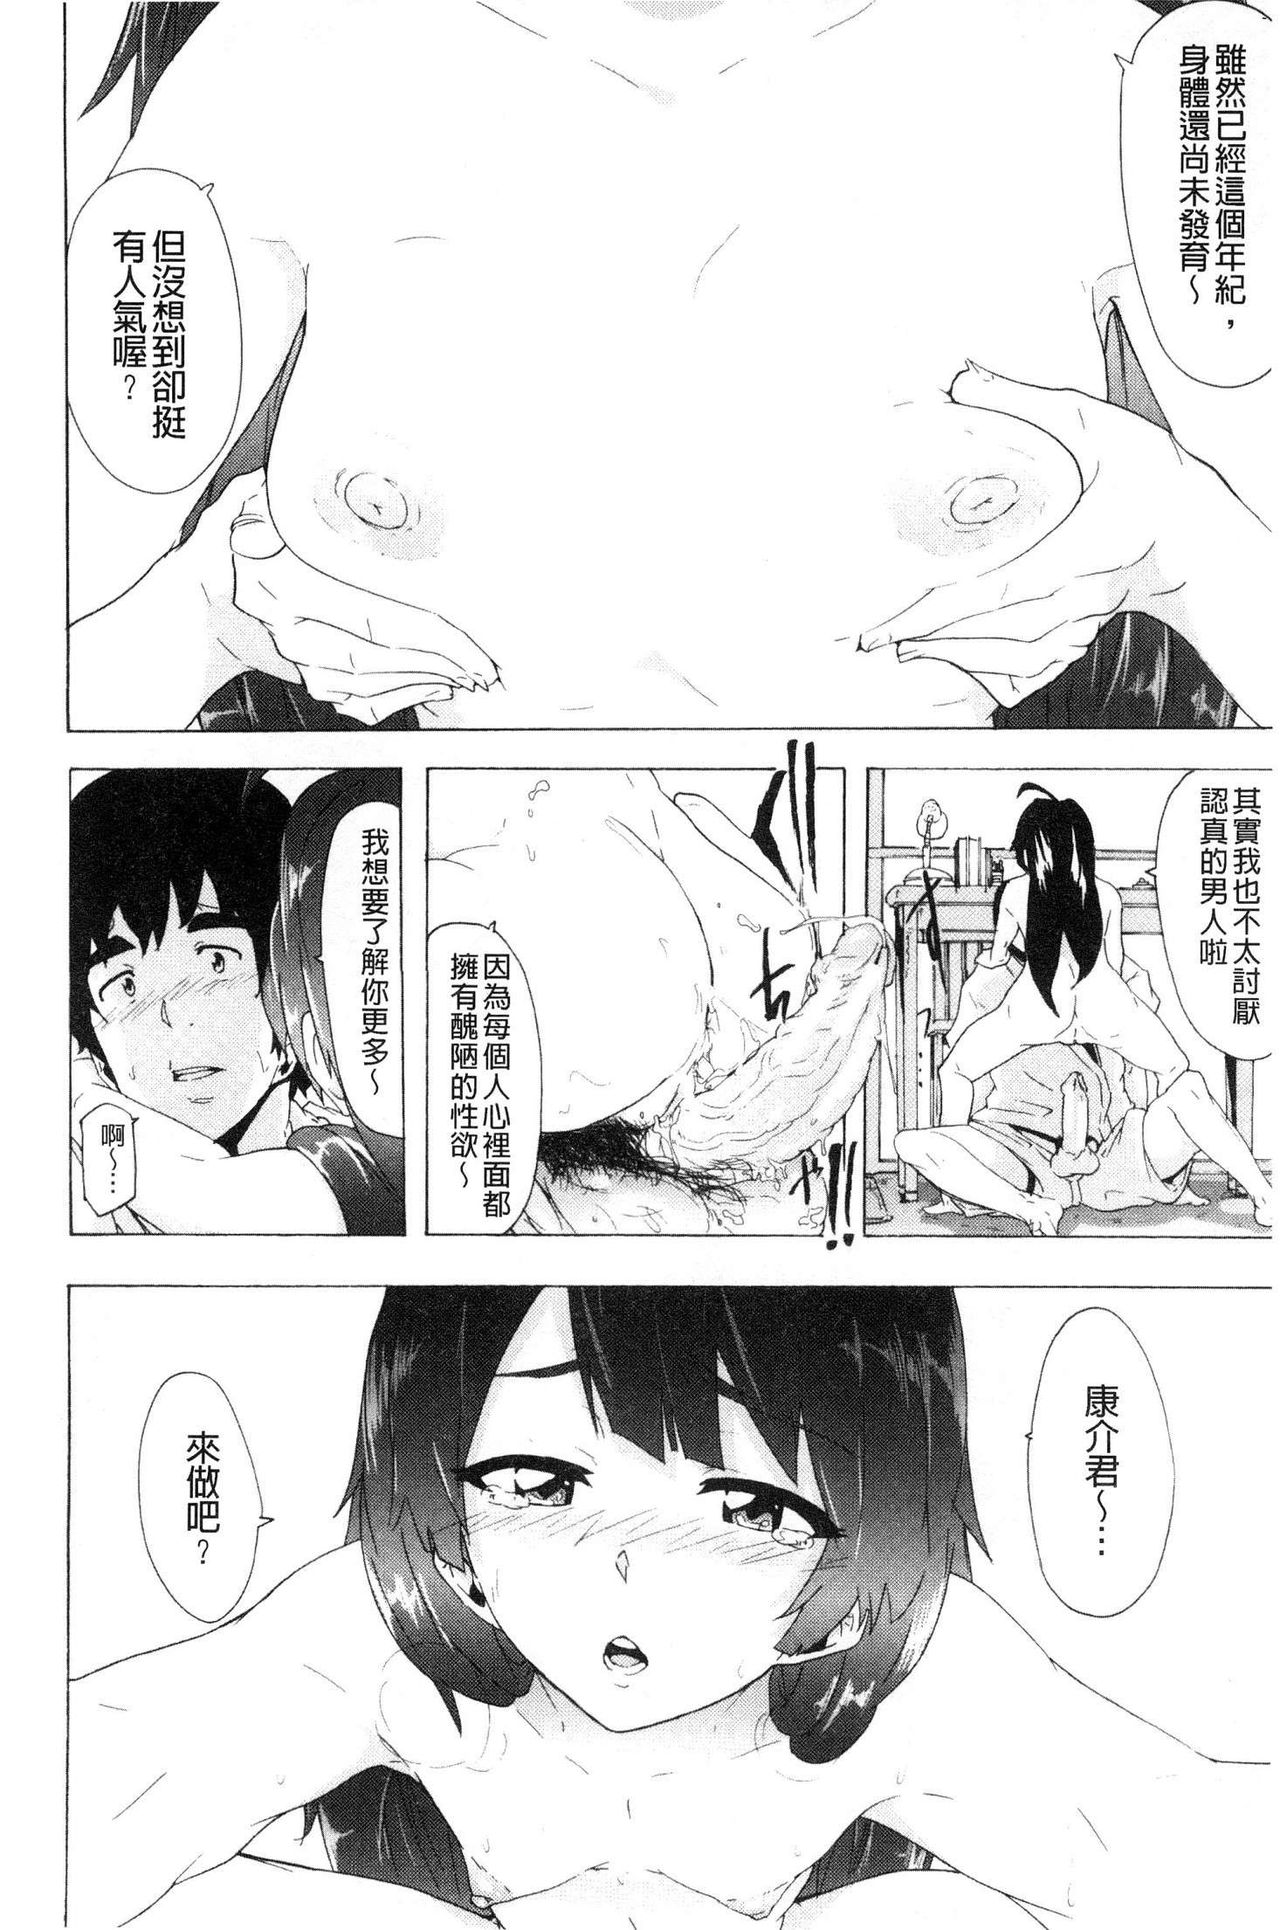 雖然已經這個年紀，
身體還尚未發育～
但沒想到卻挺
有人氣喔？
其實我也不太討厭
認真的男人啦
因為每個人心裡面都
擁有醜陋的性欲～
我想要了解你更多～
啊～…
康介君～…
來做吧？